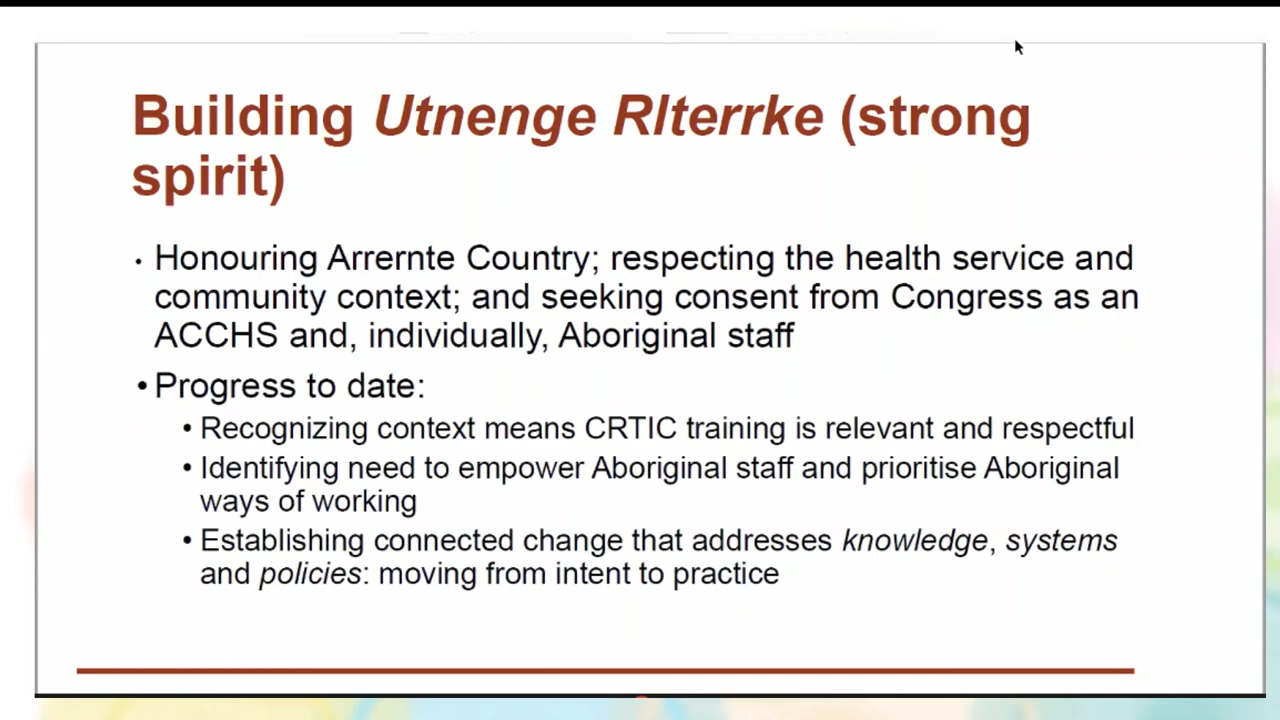 Building Utnenge Rlterrke (strong
spirit)
• Honouring Arrernte Country; respecting the health service and
community context; and seeking consent from Congress as an
ACCHS and, individually, Aboriginal staff
• Progress to date:
• Recognizing context means CRTIC training is relevant and respectful
• Identifying need to empower Aboriginal staff and prioritise Aboriginal
ways of working
• Establishing connected change that addresses knowledge, systems
and policies: moving from intent to practice